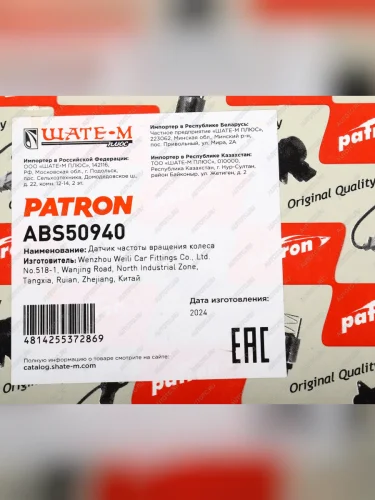 ШАТЕ-М
ПЛЮС
Импортер в Российской Федерации:
ООО «ШАТЕ-М ПЛЮС», 142116,
РФ, Московская обл., г. Подольск,
пос. Сельхозтехника, Домодедовское ш.,
д. 22, комн. 12-14, 2 эт.
Импортер в Республике Беларусь:
Частное предприятие «ШАТЕ-М ПЛЮС»,
223062, Минская обл., Минский р-н,
пос. Привольный, ул. Мира, 2А
Импортер в Республике Казахстан:
ТОО «ШАТЕ-М ПЛЮС», 010000,
Республика Казахстан, г. Нур-Султан,
район Байконыр, ул. Жетиген, д. 2
PATRON
ABS50940
Наименование: Датчик частоты вращения колеса
Изготовитель: Wenzhou Weili Car Fittings Co., Ltd.
No.518-1, Wanjing Road, North Industrial Zone,
Tangxia, Ruian, Zhejiang, Китай
Дата изготовления:
2024
4814255372869
EAC
Полную информацию о товаре смотрите на сайте:
catalog.shate-m.com
patron
Original Quality
patron
Original Quality